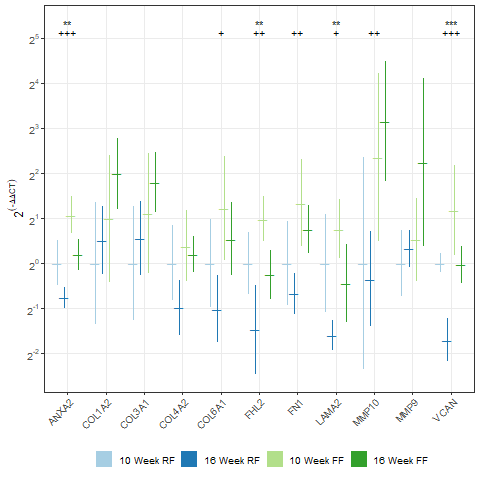 ** ** ** ***
+++ + ++ ++ + ++ +++
2^5
2^4
2^3
2^2
2^1
2^0
2^-1
2^-2
2^(-ΔΔCT)
ANXA2 COL1A2 COL3A1 COL4A2 COL6A1 FHL2 FN1 LAMA2 MMP10 MMP9 VCAN
10 Week RF 16 Week RF 10 Week FF 16 Week FF